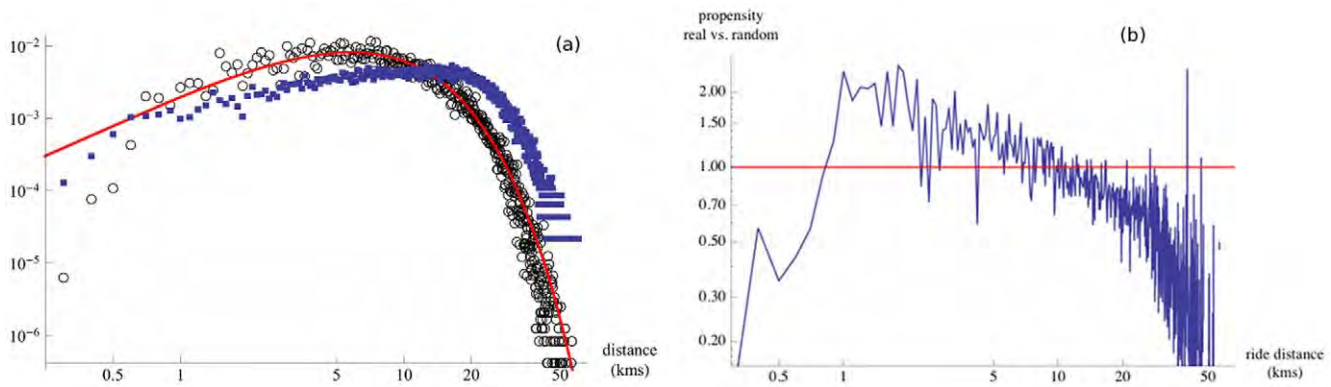 (a)
10^-2
10^-3
10^-4
10^-5
10^-6
0.5 1 5 10 20 50
distance
(kms)
propensity
real vs. random
(b)
2.00
1.50
1.00
0.70
0.50
0.30
0.20
0.5 1 5 10 20 50
ride distance
(kms)